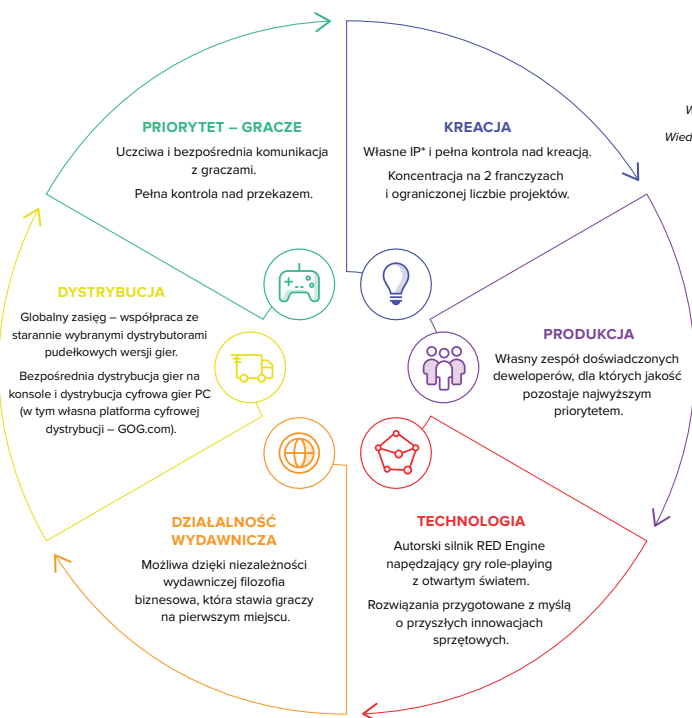 PRIORYTET – GRACZE
Uczciwa i bezpośrednia komunikacja
z graczami.
Pełna kontrola nad przekazem.
KREACJA
Własne IP* i pełna kontrola nad kreacją.
Koncentracja na 2 franczyzach
i ograniczonej liczbie projektów.
W
Wied
PRODUKCJA
Własny zespół doświadczonych
deweloperów, dla których jakość
pozostaje najwyższym
priorytetem.
TECHNOLOGIA
Autorski silnik RED Engine
napędzający gry role-playing
z otwartym światem.
Rozwiązania przygotowane z myślą
o przyszłych innowacjach
sprzętowych.
DZIAŁALNOŚĆ
WYDAWNICZA
Możliwa dzięki niezależności
wydawniczej filozofia
biznesowa, która stawia graczy
na pierwszym miejscu.
DYSTRYBUCJA
Globalny zasięg – współpraca ze
starannie wybranymi dystrybutorami
pudełkowych wersji gier.
Bezpośrednia dystrybucja gier na
konsole i dystrybucja cyfrowa gier PC
(w tym własna platforma cyfrowej
dystrybucji – GOG.com).